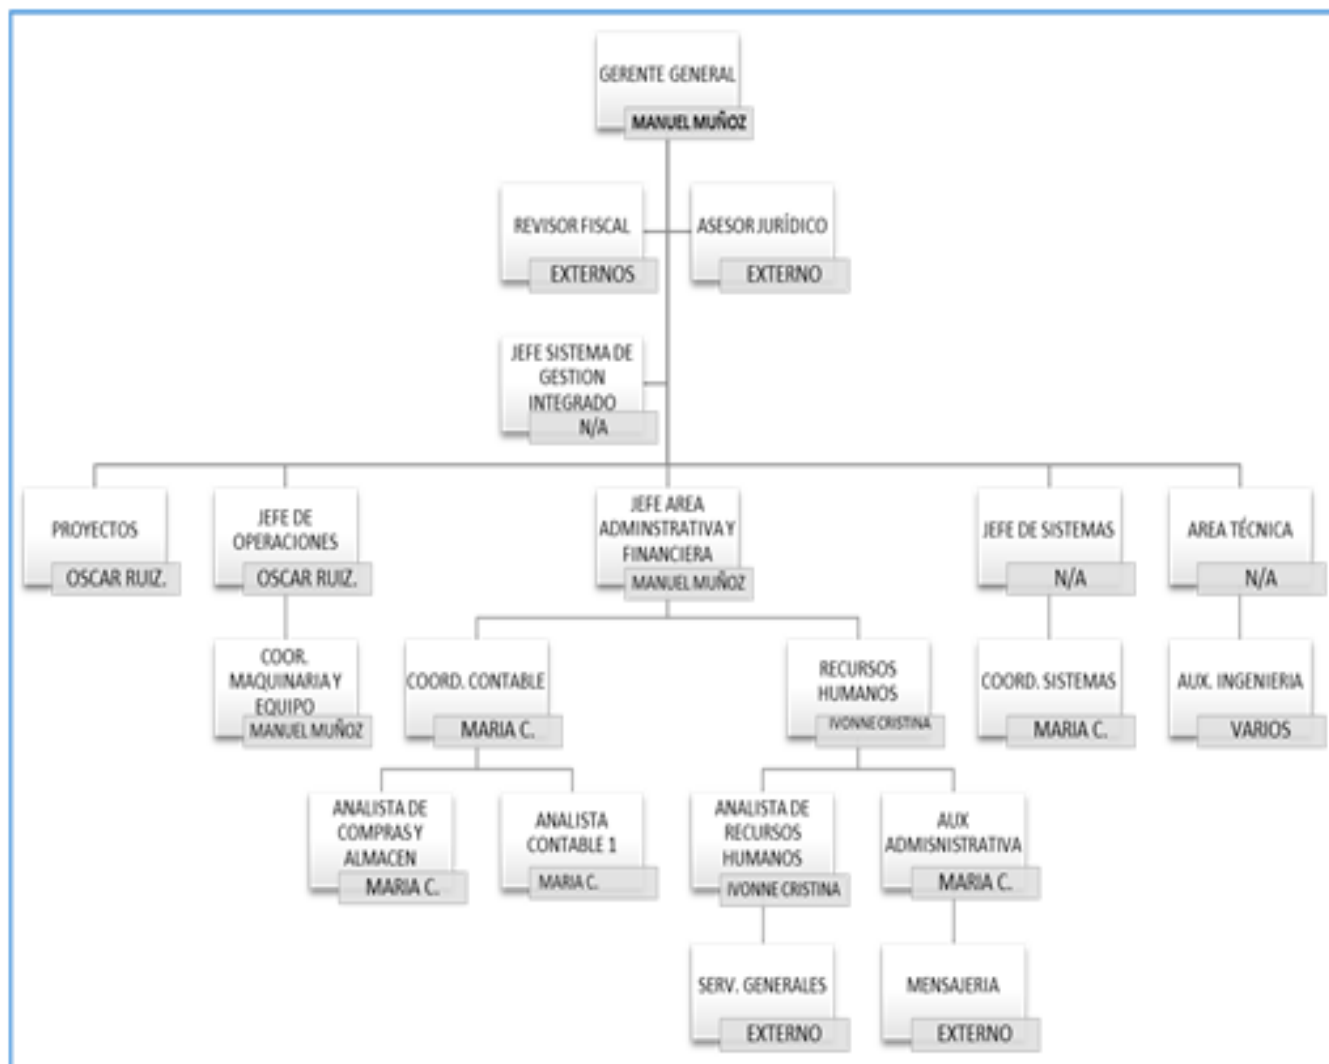 GERENTE GENERAL
MANUEL MUÑOZ
REVISOR FISCAL
EXTERNOS
ASESOR JURÍDICO
EXTERNO
JEFE SISTEMA DE
GESTION
INTEGRADO
N/A
PROYECTOS
OSCAR RUIZ.
JEFE DE
OPERACIONES
OSCAR RUIZ.
JEFE AREA
ADMINSTRATIVA Y
FINANCIERA
MANUEL MUÑOZ
JEFE DE SISTEMAS
N/A
AREA TÉCNICA
N/A
COOR.
MAQUINARIA Y
EQUIPO
MANUEL MUÑOZ
COORD. CONTABLE
MARIA C.
RECURSOS
HUMANOS
IVONNE CRISTINA
COORD. SISTEMAS
MARIA C.
AUX. INGENIERIA
VARIOS
ANALISTA DE
COMPRAS Y
ALMACEN
MARIA C.
ANALISTA
CONTABLE 1
MARIA C.
ANALISTA DE
RECURSOS
HUMANOS
IVONNE CRISTINA
AUX
ADMISNISTRATIVA
MARIA C.
SERV. GENERALES
EXTERNO
MENSAJERIA
EXTERNO